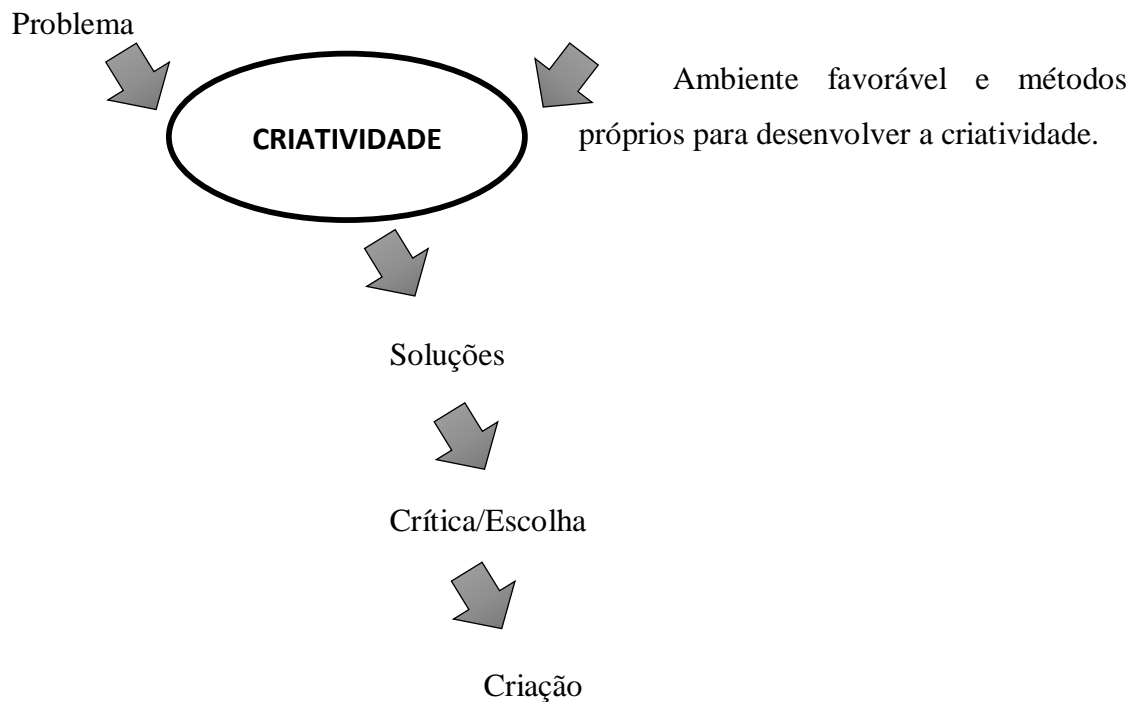 Problema
Ambiente favorável e métodos
próprios para desenvolver a criatividade.
CRIATIVIDADE
Soluções
Crítica/Escolha
Criação